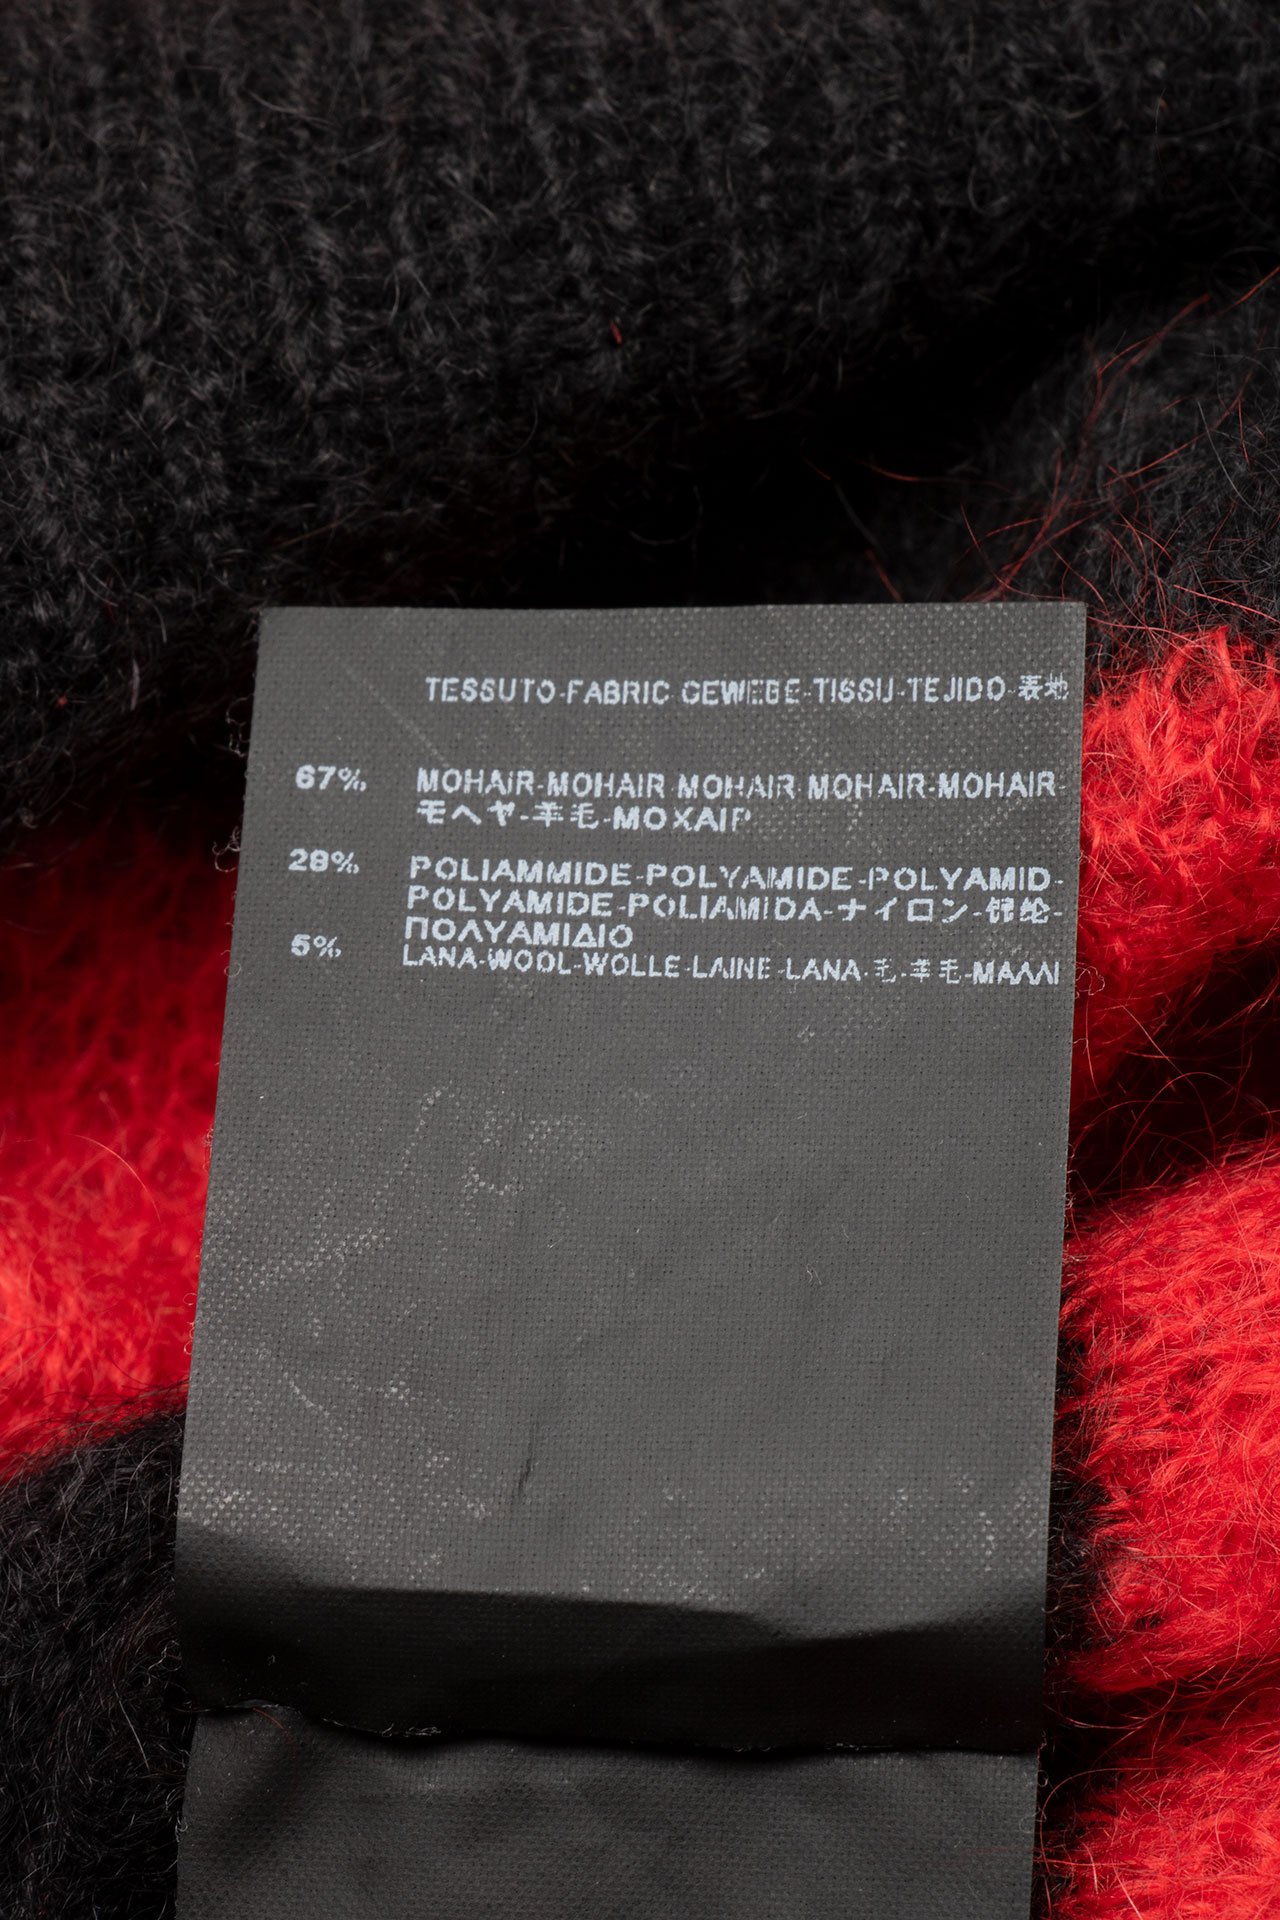 TESSUTO-FABRIC-GEWEBE-TISSU-TEJIDO-表地
67% MOHAIR-MOHAIR-MOHAIR-MOHAIR-MOHAIR-
モヘヤ-羊毛-ΜΟΧΑΙΡ
28% POLIAMMIDE-POLYAMIDE-POLYAMID-
POLYAMIDE-POLIAMIDA-ナイロン-锦纶-
ΠΟΛΥΑΜΙΔΙΟ
5% LANA-WOOL-WOLLE-LAINE-LANA-毛-羊毛-ΜΑΛΛΙ